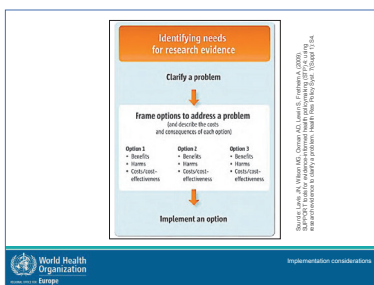 Identifying needs
for research evidence
Clarify a problem
Frame options to address a problem
(and describe the costs
and consequences of each option)
Option 1
• Benefits
• Harms
• Costs/cost-
effectiveness
Option 2
• Benefits
• Harms
• Costs/cost-
effectiveness
Option 3
• Benefits
• Harms
• Costs/cost-
effectiveness
Implement an option
Source: Lavis JN, Wilson MG, Oxman AD, Lewin S, Fretheim A (2009).
SUPPORT tools for evidence-informed health policymaking (STP) 4: using
research evidence to clarify a problem. Health Res Policy Syst. 7(Suppl 1):S4.
World Health
Organization
REGIONAL OFFICE FOR Europe
Implementation considerations